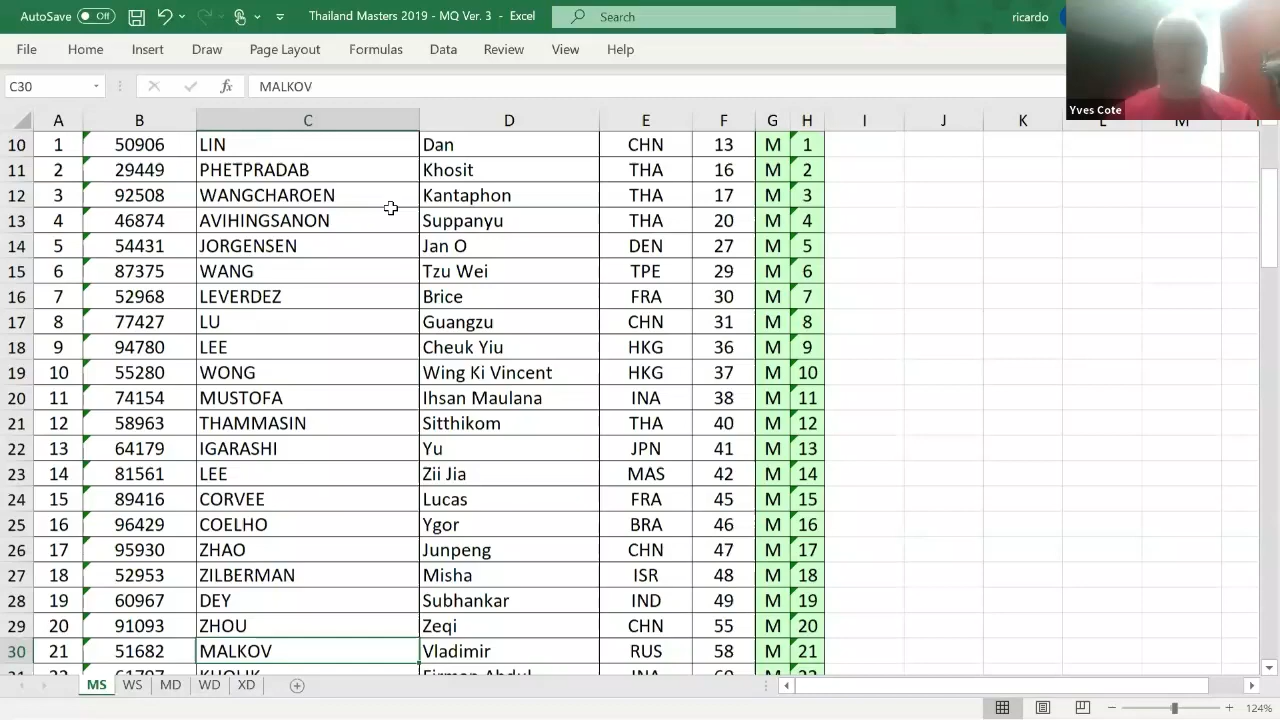 AutoSave Off Thailand Masters 2019 - MQ Ver. 3 - Excel Search ricardo
File Home Insert Draw Page Layout Formulas Data Review View Help
C30 fx MALKOV
Yves Cote
A B C D E F G H I J K L M
10 1 50906 LIN Dan CHN 13 M 1
11 2 29449 PHETPRADAB Khosit THA 16 M 2
12 3 92508 WANGCHAROEN Kantaphon THA 17 M 3
13 4 46874 AVIHINGSANON Suppanyu THA 20 M 4
14 5 54431 JORGENSEN Jan O DEN 27 M 5
15 6 87375 WANG Tzu Wei TPE 29 M 6
16 7 52968 LEVERDEZ Brice FRA 30 M 7
17 8 77427 LU Guangzu CHN 31 M 8
18 9 94780 LEE Cheuk Yiu HKG 36 M 9
19 10 55280 WONG Wing Ki Vincent HKG 37 M 10
20 11 74154 MUSTOFA Ihsan Maulana INA 38 M 11
21 12 58963 THAMMASIN Sitthikom THA 40 M 12
22 13 64179 IGARASHI Yu JPN 41 M 13
23 14 81561 LEE Zii Jia MAS 42 M 14
24 15 89416 CORVEE Lucas FRA 45 M 15
25 16 96429 COELHO Ygor BRA 46 M 16
26 17 95930 ZHAO Junpeng CHN 47 M 17
27 18 52953 ZILBERMAN Misha ISR 48 M 18
28 19 60967 DEY Subhankar IND 49 M 19
29 20 91093 ZHOU Zeqi CHN 55 M 20
30 21 51682 MALKOV Vladimir RUS 58 M 21
MS WS MD WD XD
124%